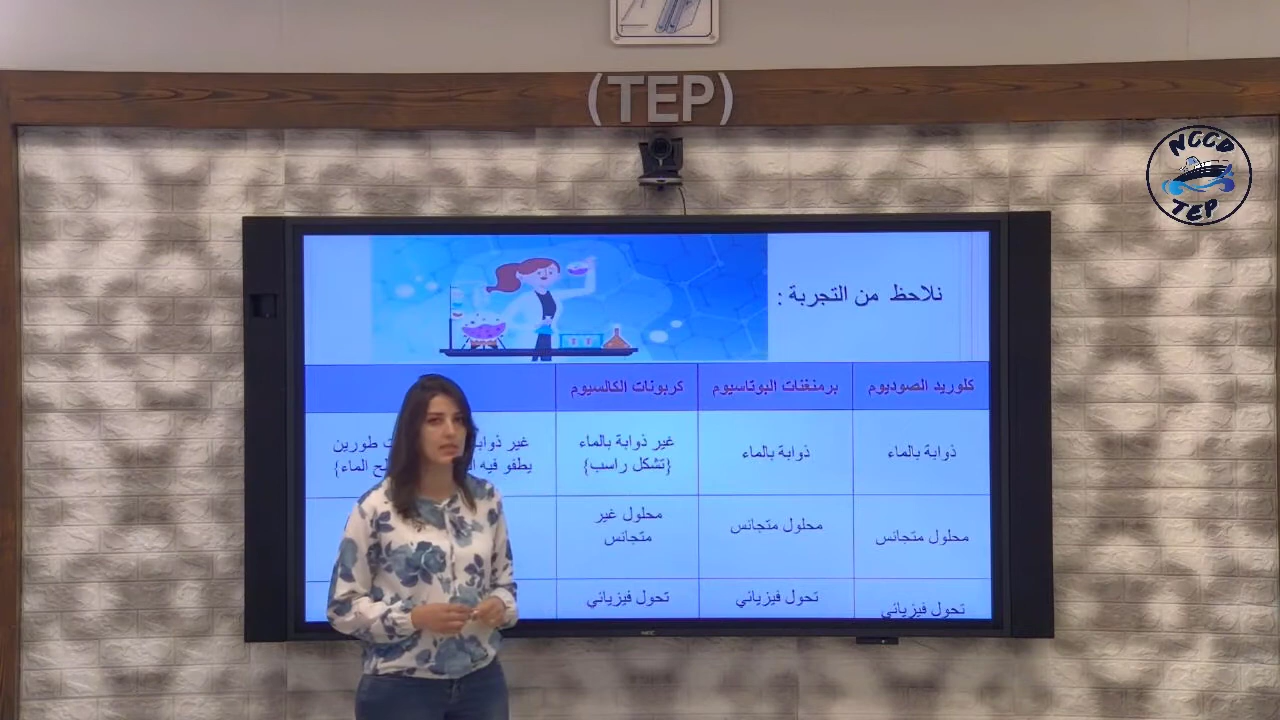 (TEP)
NCCD
TEP
نلاحظ من التجربة :
كلوريد الصوديوم
برمنغنات البوتاسيوم
كربونات الكالسيوم
ذوابة بالماء
ذوابة بالماء
غير ذوابة بالماء
{تشكل راسب}
غير طورين
يطفو فيه الماء}
محلول متجانس
محلول متجانس
محلول غير
متجانس
تحول فيزيائي
تحول فيزيائي
تحول فيزيائي
NEC